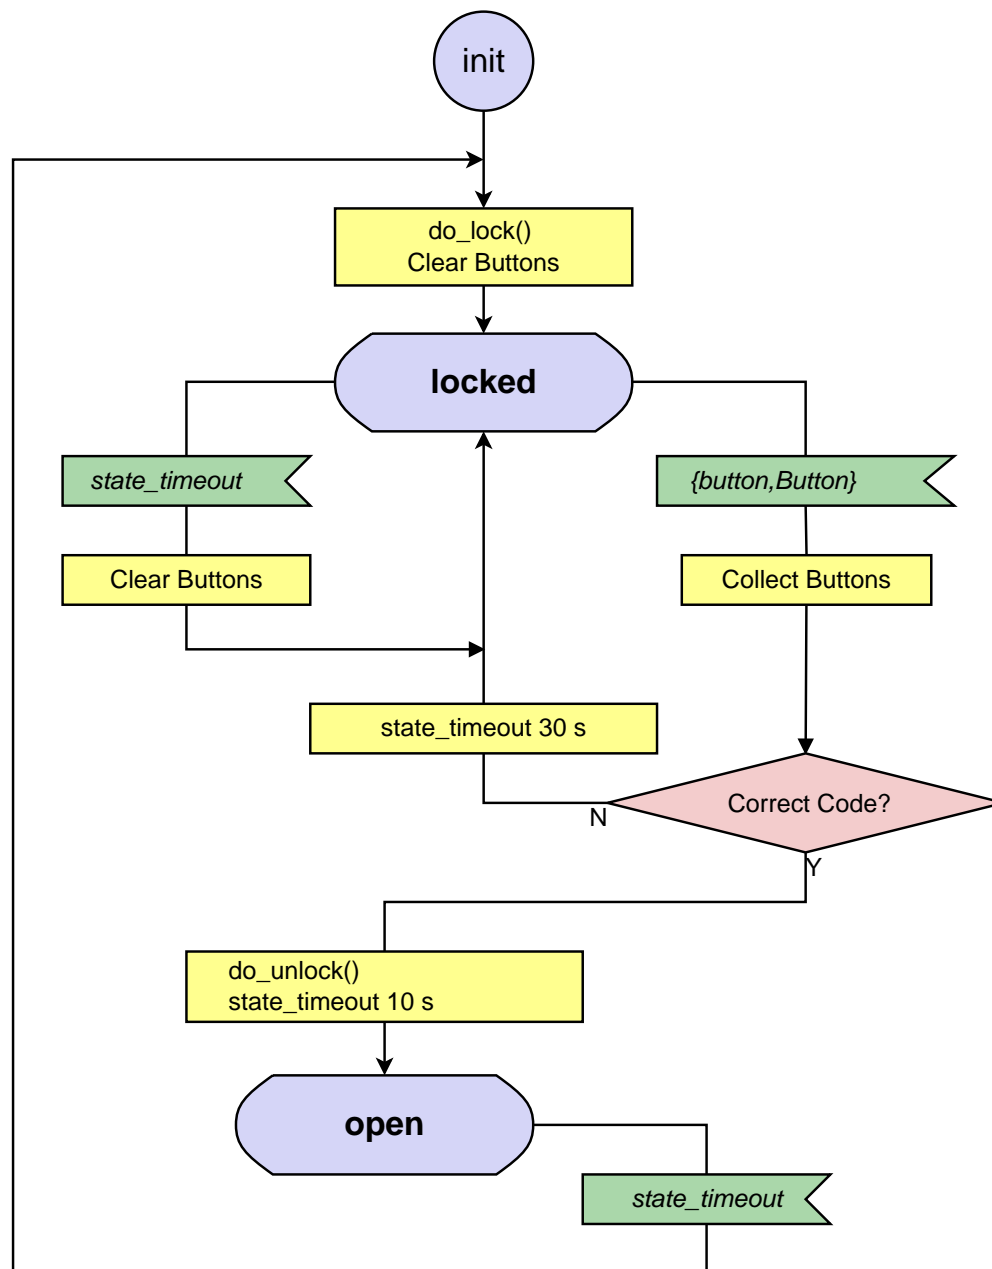 init
do_lock()
Clear Buttons
locked
state_timeout
{button,Button}
Clear Buttons
Collect Buttons
state_timeout 30 s
Correct Code?
N
Y
do_unlock()
state_timeout 10 s
open
state_timeout